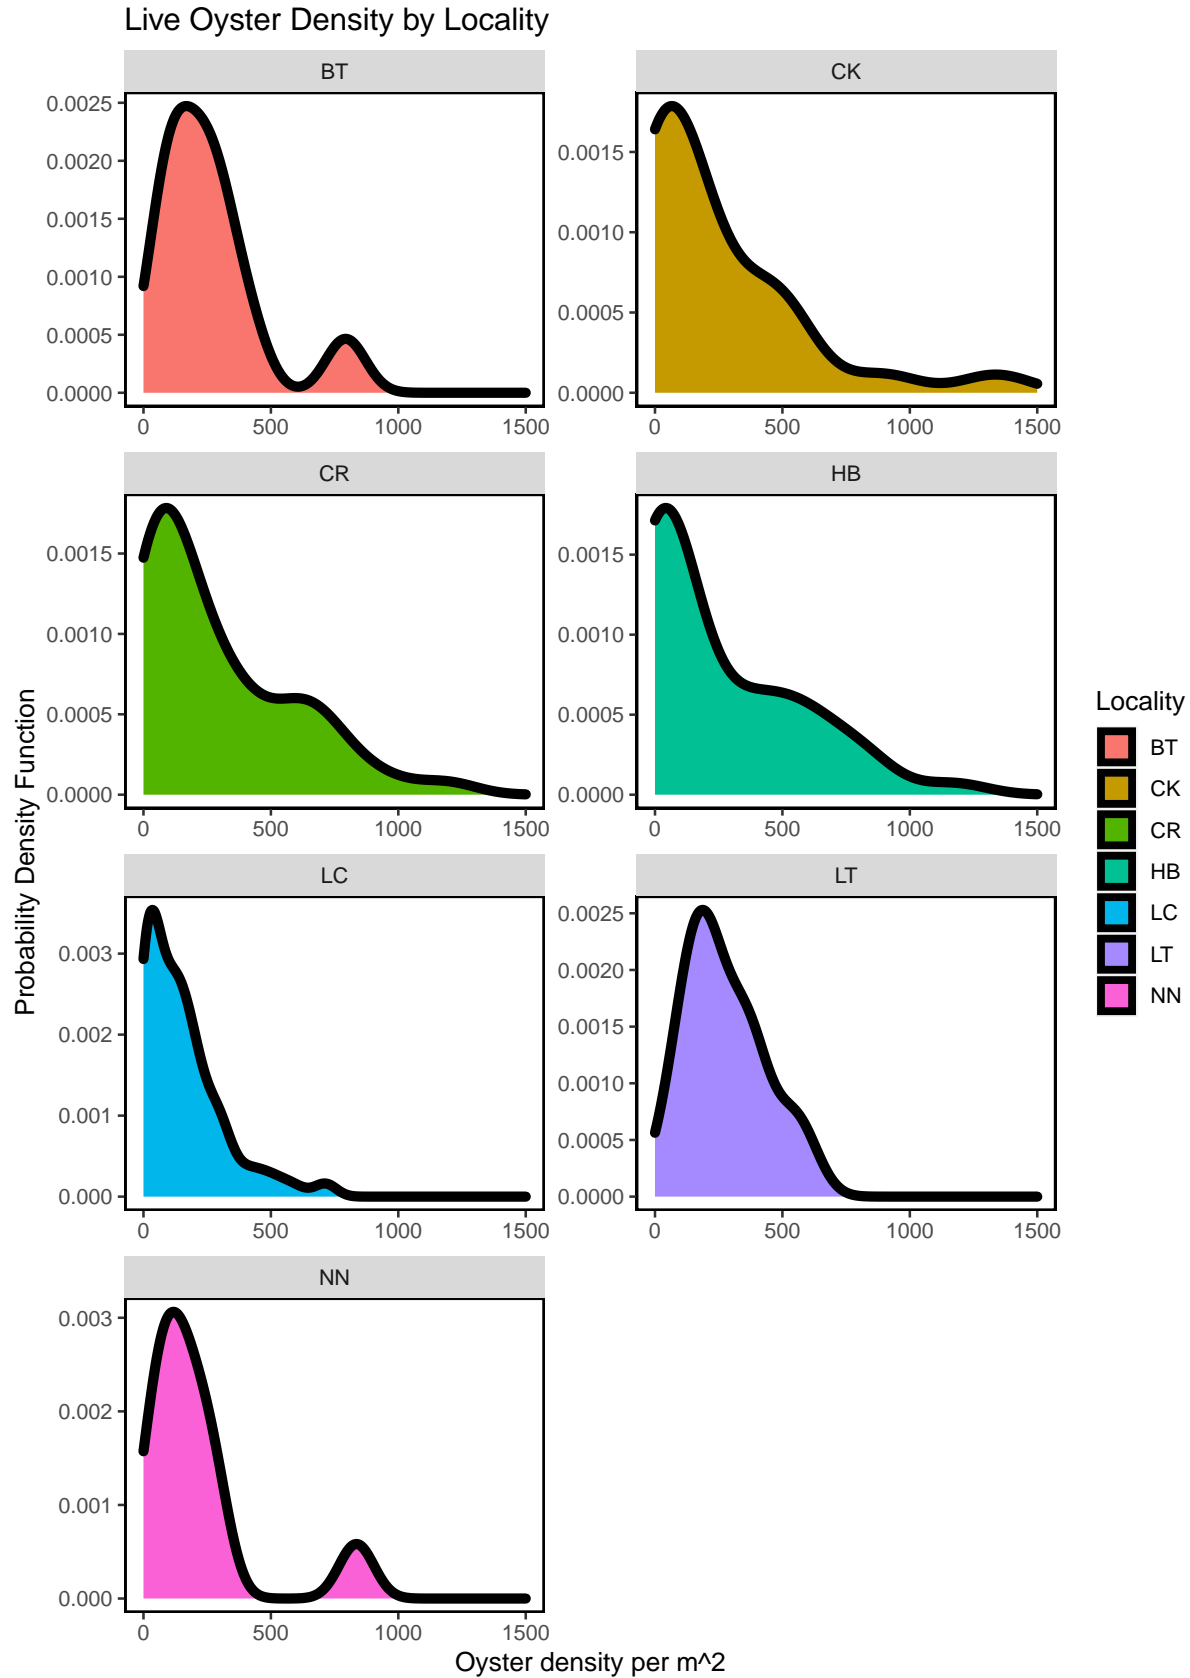 Live Oyster Density by Locality
BT
CK
0.0025
0.0020
0.0015
0.0010
0.0005
0.0000
0.0015
0.0010
0.0005
0.0000
0 500 1000 1500
0 500 1000 1500
CR
HB
0.0015
0.0010
0.0005
0.0000
0.0015
0.0010
0.0005
0.0000
0 500 1000 1500
0 500 1000 1500
LC
LT
0.003
0.002
0.001
0.000
0.0025
0.0020
0.0015
0.0010
0.0005
0.0000
0 500 1000 1500
0 500 1000 1500
NN
0.003
0.002
0.001
0.000
0 500 1000 1500
Oyster density per m^2
Probability Density Function
Locality
BT
CK
CR
HB
LC
LT
NN